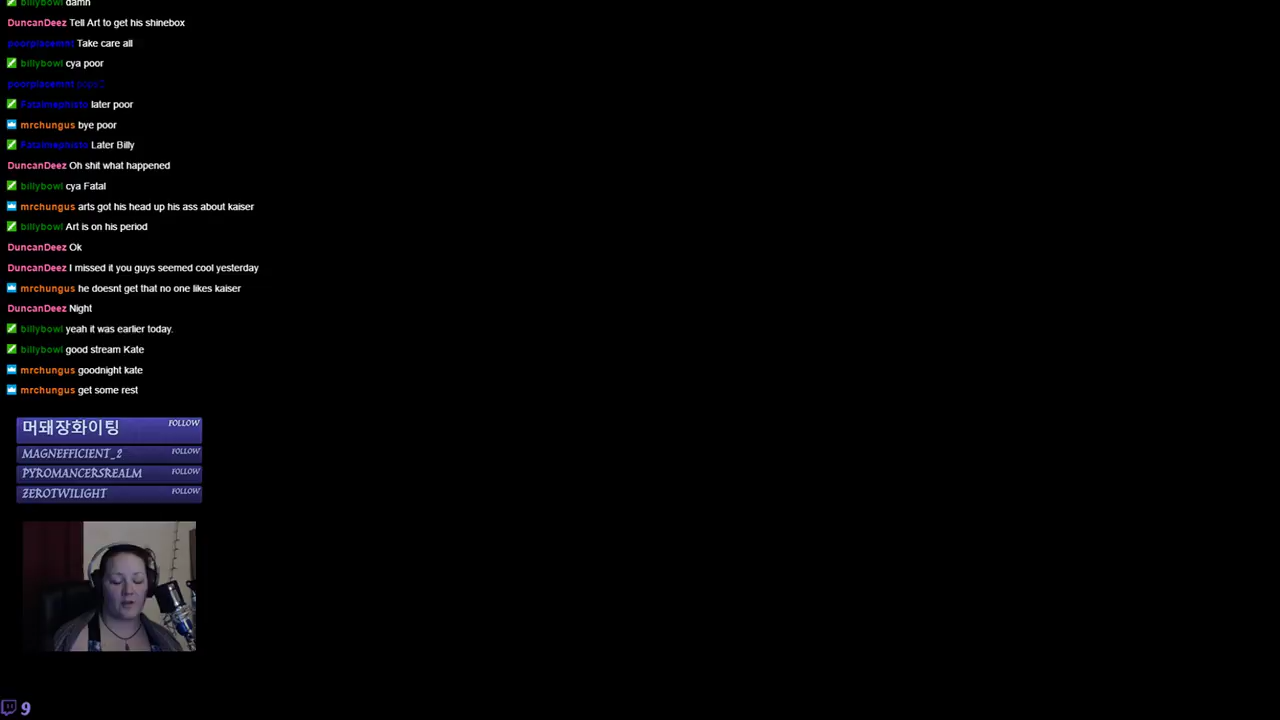 billybowl damn
DuncanDeez Tell Art to get his shinebox
poorplacemnt Take care all
billybowl cya poor
poorplacemnt
Fatalmephisto later poor
mrchungus bye poor
Fatalmephisto Later Billy
DuncanDeez Oh shit what happened
billybowl cya Fatal
mrchungus arts got his head up his ass about kaiser
billybowl Art is on his period
DuncanDeez Ok
DuncanDeez I missed it you guys seemed cool yesterday
mrchungus he doesnt get that no one likes kaiser
DuncanDeez Night
billybowl yeah it was earlier today.
billybowl good stream Kate
mrchungus goodnight kate
mrchungus get some rest
머돼장화이팅 FOLLOW
MAGNEFFICIENT_2 FOLLOW
PYROMANCERSREALM FOLLOW
ZEROTWILIGHT FOLLOW
9